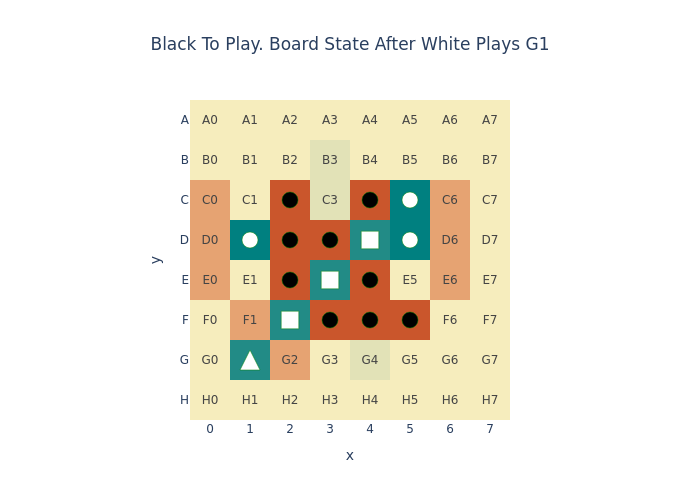 Black To Play. Board State After White Plays G1
A A0 A1 A2 A3 A4 A5 A6 A7
B B0 B1 B2 B3 B4 B5 B6 B7
C C0 C1 C3 C6 C7
D D0 D6 D7
y
E E0 E1 E5 E6 E7
F F0 F1 F6 F7
G G0 G2 G3 G4 G5 G6 G7
H H0 H1 H2 H3 H4 H5 H6 H7
0 1 2 3 4 5 6 7
x